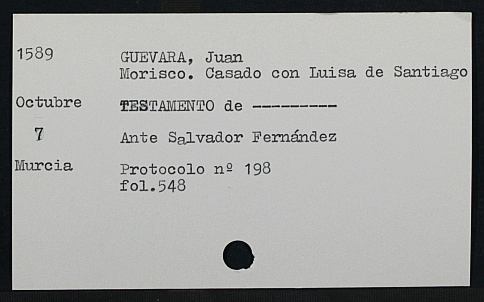 1589 GUEVARA, Juan
Morisco. Casado con Luisa de Santiago
Octubre TESTAMENTO de ---------
7 Ante Salvador Fernández
Murcia Protocolo nº 198
fol.548